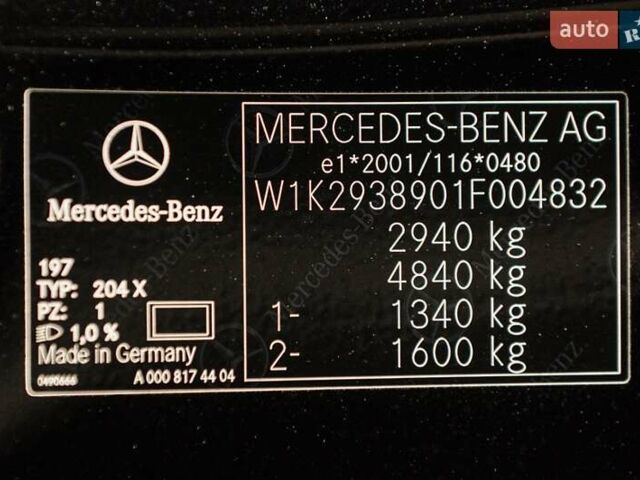 auto
R
Mercedes-Benz
197
TYP: 204 X
PZ: 1
1,0 %
Made in Germany
0490666
A 000 817 44 04
MERCEDES-BENZ AG
e1*2001/116*0480
W1K2938901F004832
2940 kg
4840 kg
1- 1340 kg
2- 1600 kg